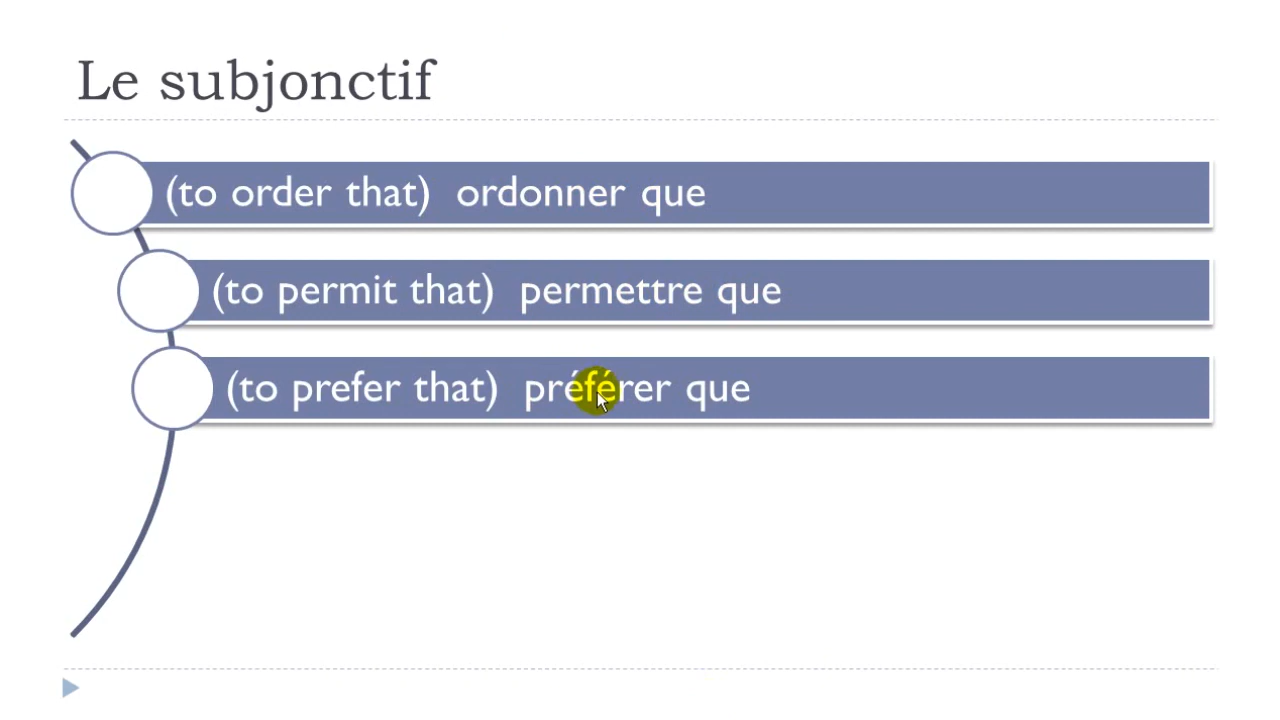 Le subjonctif
(to order that) ordonner que
(to permit that) permettre que
(to prefer that) préférer que